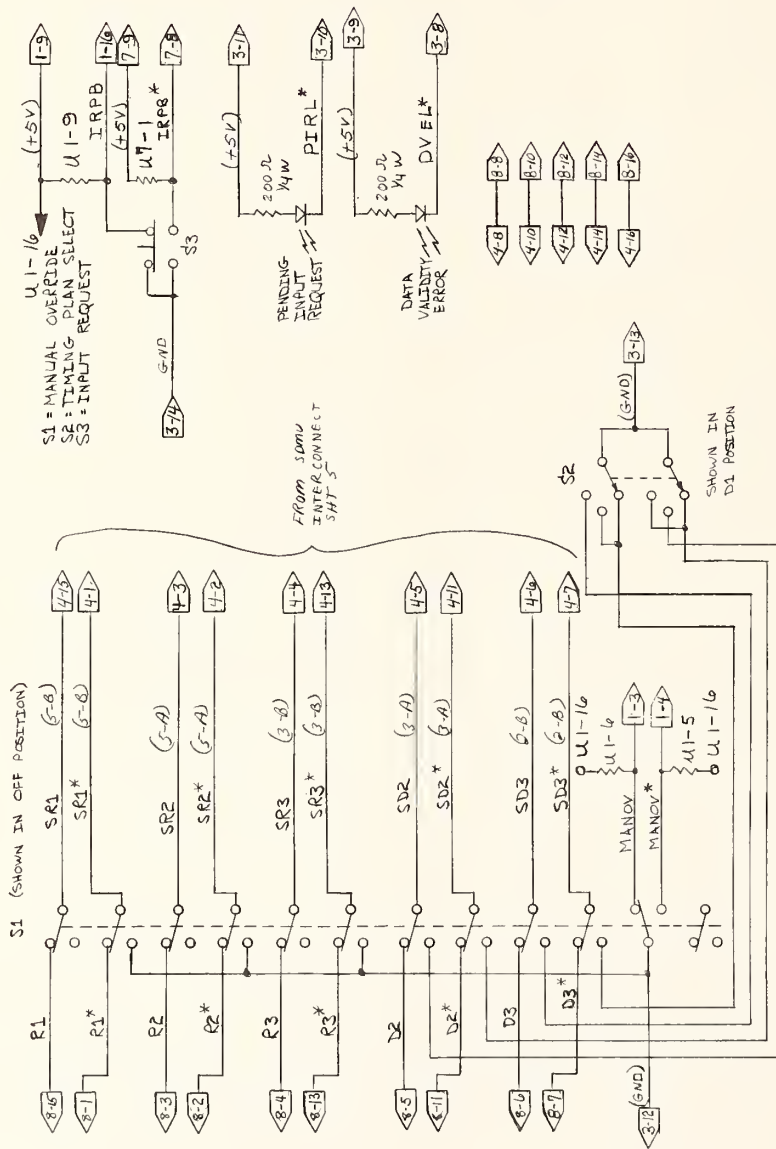 S1 (SHOWN IN OFF POSITION)
8-15
R1
SR1
(5-B)
4-15
8-1
R1*
SR1*
(5-B)
4-1
8-3
R2
SR2
(5-A)
4-3
8-2
R2*
SR2*
(5-A)
4-2
8-4
R3
SR3
(3-B)
4-4
8-13
R3*
SR3*
(3-B)
4-13
8-5
D2
SD2
(3-A)
4-5
8-11
D2*
SD2*
(3-A)
4-11
8-6
D3
SD3
4-6
8-7
D3*
SD3*
4-7
FROM SDMU
INTERCONNECT
SHT 5
U1-16
U1-6
MANOV
1-3
MANOV*
1-4
U1-5
U1-16
3-12
(GND)
S2
(GND)
3-13
SHOWN IN
D1 POSITION
S1 = MANUAL OVERRIDE
S2 = TIMING PLAN SELECT
S3 = INPUT REQUEST
U1-16
(+5V)
1-9
U1-9
IRPB
1-16
(+5V)
7-9
U7-1
IRPB*
7-8
S3
GND
3-14
(+5V)
3-11
200Ω
1/4W
PIRL*
3-10
PENDING
INPUT
REQUEST
(+5V)
3-9
200Ω
1/4W
DVEL*
3-8
DATA
VALIDITY
ERROR
4-8
8-8
4-10
8-10
4-12
8-12
4-14
8-14
4-16
8-16